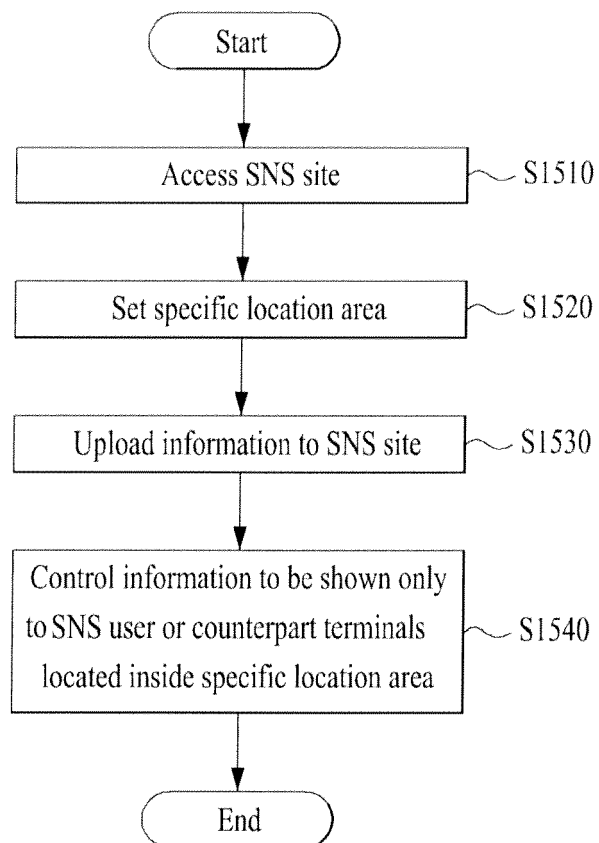 Start
Access SNS site
S1510
Set specific location area
S1520
Upload information to SNS site
S1530
Control information to be shown only
to SNS user or counterpart terminals
located inside specific location area
S1540
End